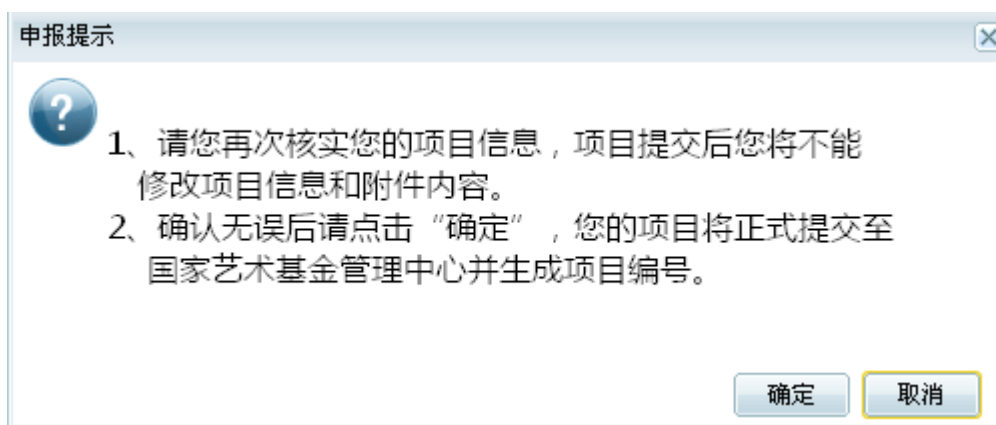 申报提示
1、请您再次核实您的项目信息，项目提交后您将不能
修改项目信息和附件内容。
2、确认无误后请点击“确定”，您的项目将正式提交至
国家艺术基金管理中心并生成项目编号。
确定 取消